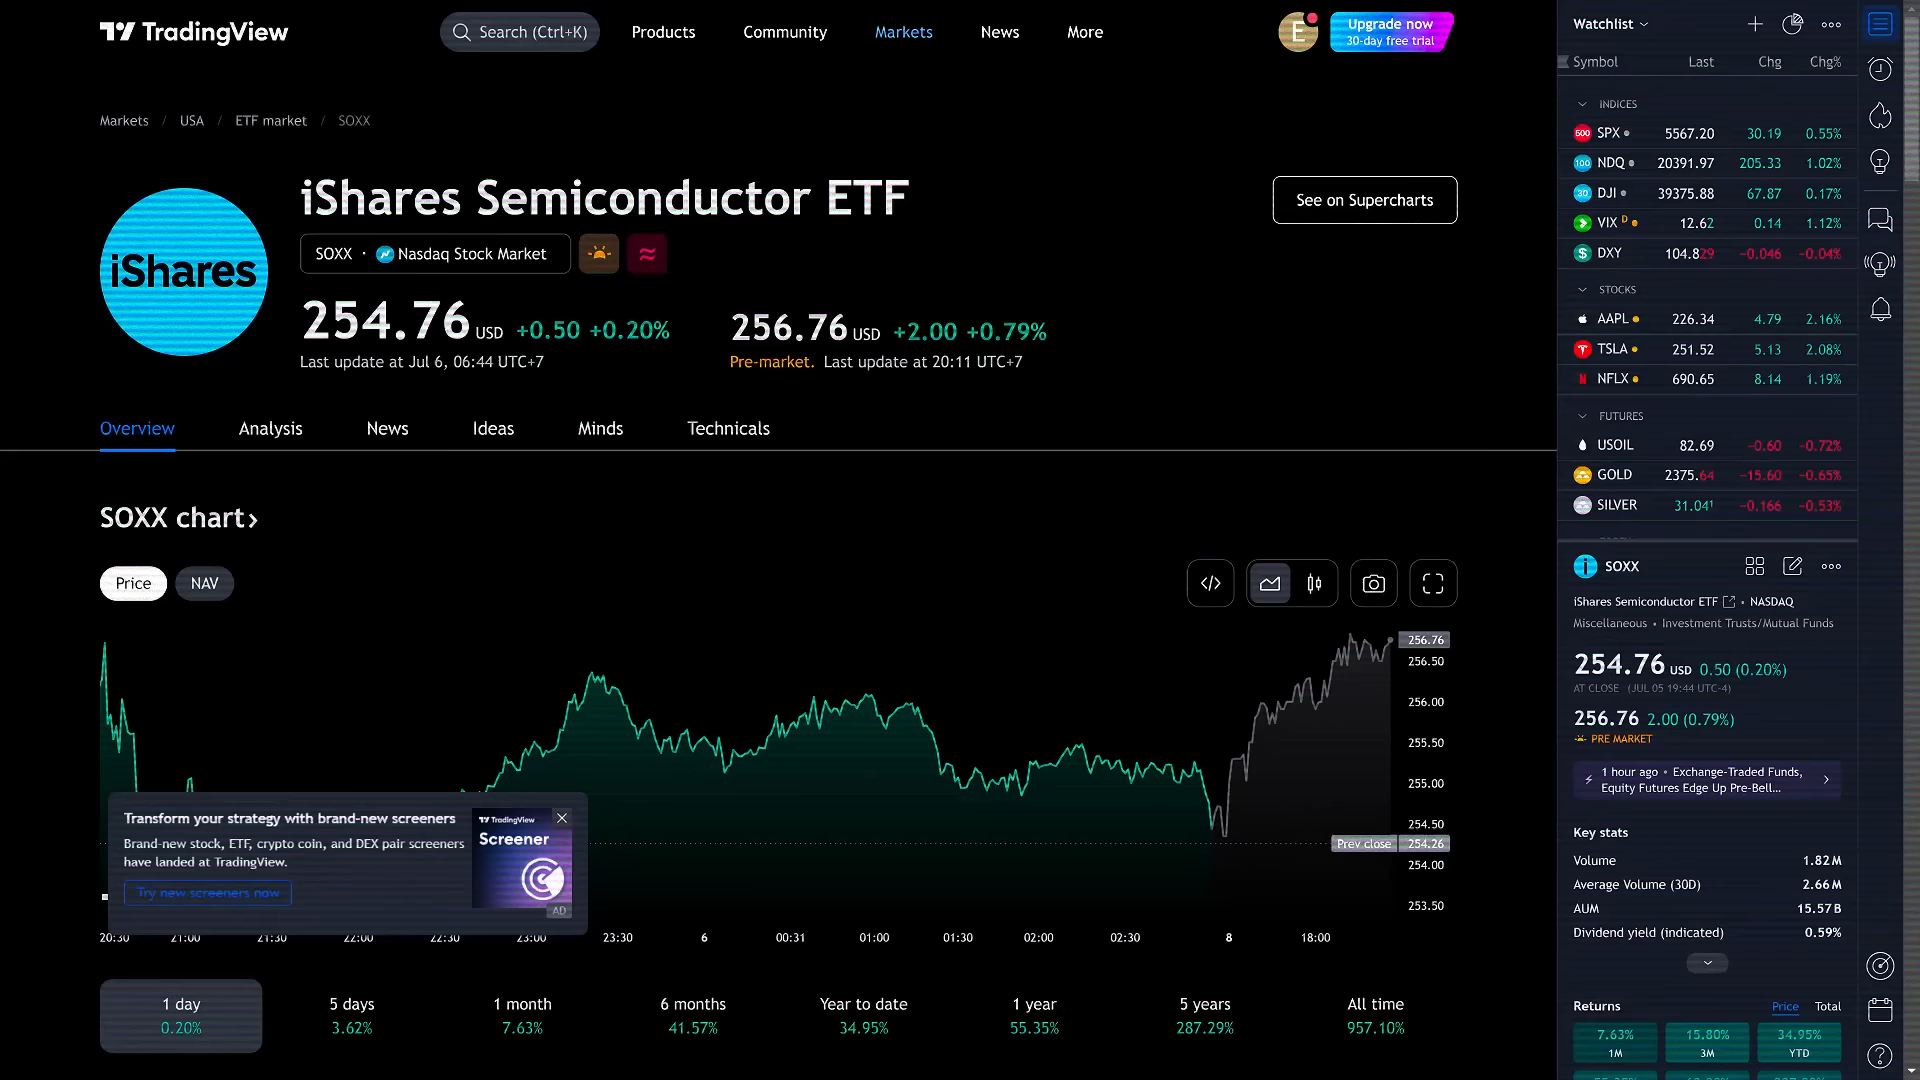 TradingView
Search (Ctrl+K)
Products
Community
Markets
News
More
E
Upgrade now
30-day free trial
Markets / USA / ETF market / SOXX
iShares
iShares Semiconductor ETF
See on Supercharts
SOXX · Nasdaq Stock Market
254.76 USD +0.50 +0.20%
Last update at Jul 6, 06:44 UTC+7
256.76 USD +2.00 +0.79%
Pre-market. Last update at 20:11 UTC+7
Overview
Analysis
News
Ideas
Minds
Technicals
SOXX chart
Price
NAV
256.76
256.50
256.00
255.50
255.00
254.50
Prev close 254.26
254.00
253.50
Transform your strategy with brand-new screeners
Brand-new stock, ETF, crypto coin, and DEX pair screeners
have landed at TradingView.
Try new screeners now
TradingView
Screener
AD
20:30 21:00 21:30 22:00 22:30 23:00 23:30 6 00:31 01:00 01:30 02:00 02:30 8 18:00
1 day
0.20%
5 days
3.62%
1 month
7.63%
6 months
41.57%
Year to date
34.95%
1 year
55.35%
5 years
287.29%
All time
957.10%
Watchlist
Symbol Last Chg Chg%
INDICES
500 SPX 5567.20 30.19 0.55%
100 NDQ 20391.97 205.33 1.02%
30 DJI 39375.88 67.87 0.17%
VIX D 12.62 0.14 1.12%
$ DXY 104.829 −0.046 −0.04%
STOCKS
AAPL 226.34 4.79 2.16%
TSLA 251.52 5.13 2.08%
NFLX 690.65 8.14 1.19%
FUTURES
USOIL 82.69 −0.60 −0.72%
GOLD 2375.64 −15.60 −0.65%
SILVER 31.041 −0.166 −0.53%
SOXX
iShares Semiconductor ETF • NASDAQ
Miscellaneous • Investment Trusts/Mutual Funds
254.76 USD 0.50 (0.20%)
AT CLOSE (JUL 05 19:44 UTC-4)
256.76 2.00 (0.79%)
PRE MARKET
1 hour ago • Exchange-Traded Funds,
Equity Futures Edge Up Pre-Bell…
Key stats
Volume 1.82M
Average Volume (30D) 2.66M
AUM 15.57B
Dividend yield (indicated) 0.59%
Returns Price Total
7.63%
1M
15.80%
3M
34.95%
YTD